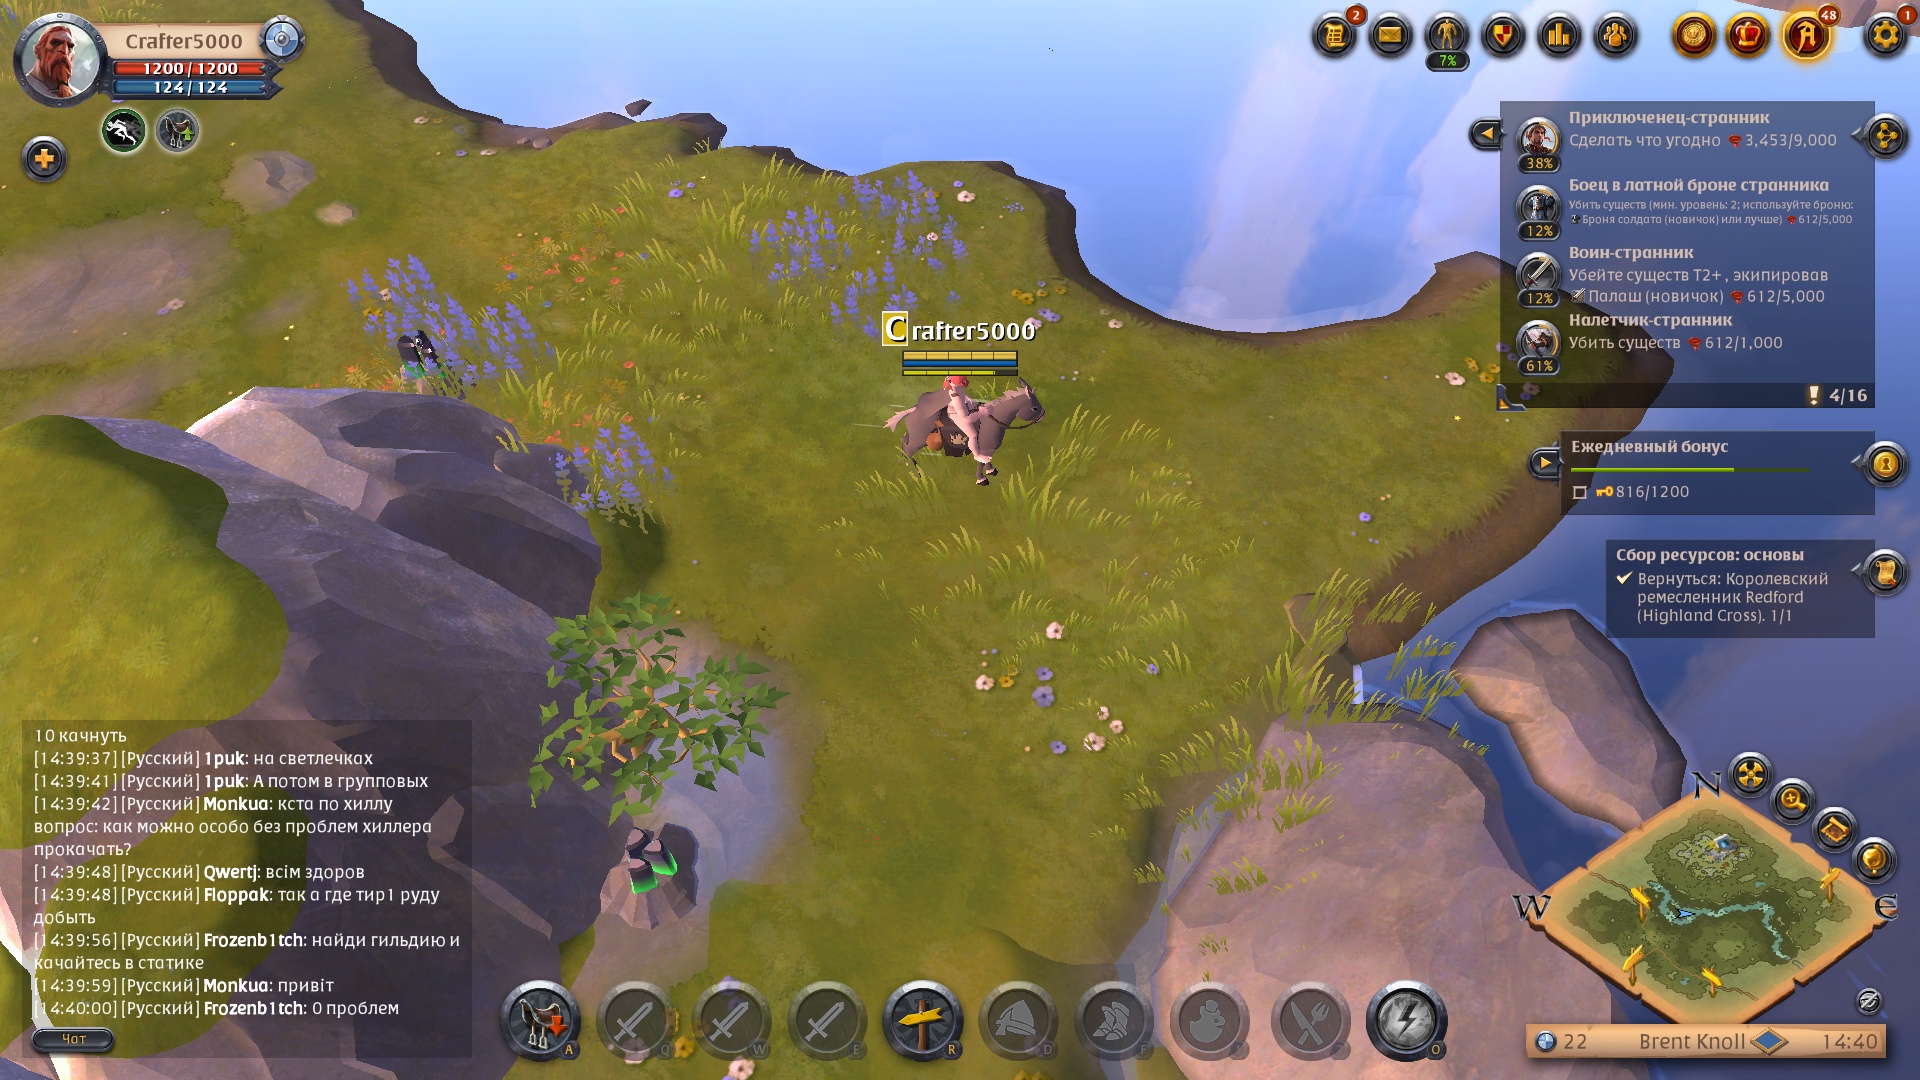 Crafter5000
1200/1200
124/124
2
7%
48
1
Приключенец-странник
Сделать что угодно 3,453/9,000
38%
Боец в латной броне странника
Убить существ (мин. уровень: 2; используйте броню:
Броня солдата (новичок) или лучше) 612/5,000
12%
Воин-странник
Убейте существ T2+, экипировав
Палаш (новичок) 612/5,000
12%
Налетчик-странник
Убить существ 612/1,000
61%
4/16
Ежедневный бонус
816/1200
Сбор ресурсов: основы
Вернуться: Королевский
ремесленник Redford
(Highland Cross). 1/1
Crafter5000
10 качнуть
[14:39:37][Русский] 1puk: на светлечках
[14:39:41][Русский] 1puk: А потом в групповых
[14:39:42][Русский] Monkua: кста по хиллу
вопрос: как можно особо без проблем хиллера
прокачать?
[14:39:48][Русский] Qwertj: всім здоров
[14:39:48][Русский] Floppak: так а где тир1 руду
добыть
[14:39:56][Русский] Frozenb1tch: найди гильдию и
качайтесь в статике
[14:39:59][Русский] Monkua: привіт
[14:40:00][Русский] Frozenb1tch: 0 проблем
Чат
A
Q
W
E
R
D
F
O
N
W
E
22
Brent Knoll
14:40